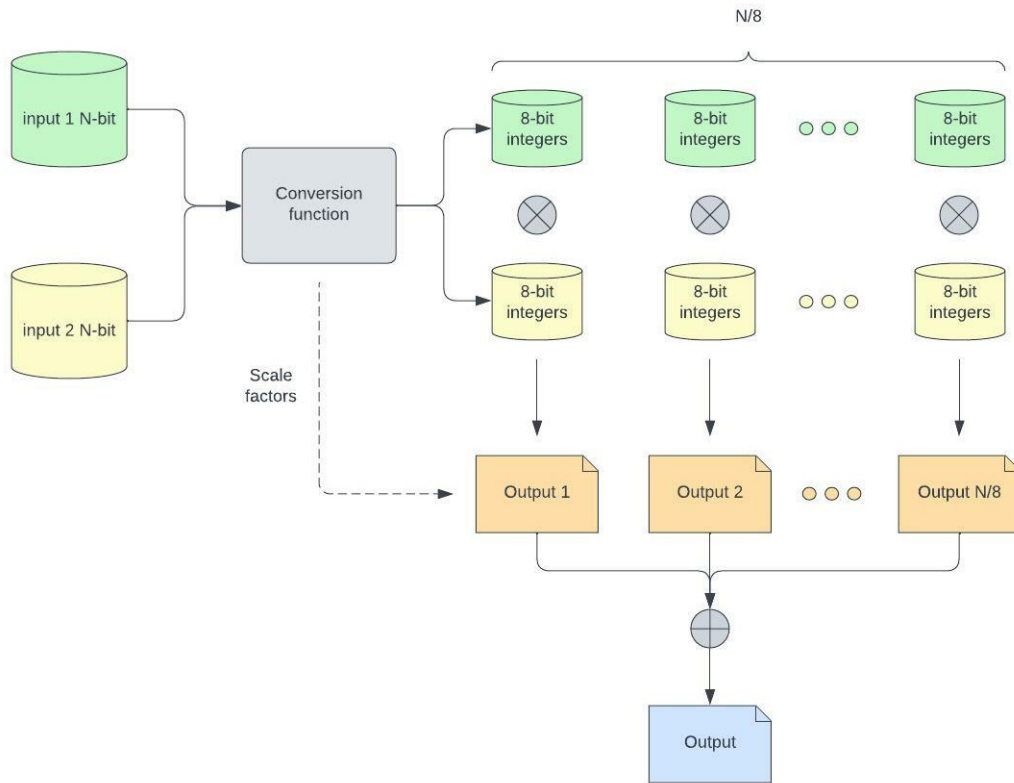 N/8
input 1 N-bit
8-bit
integers
8-bit
integers
8-bit
integers
Conversion
function
input 2 N-bit
8-bit
integers
8-bit
integers
8-bit
integers
Scale
factors
Output 1
Output 2
Output N/8
Output